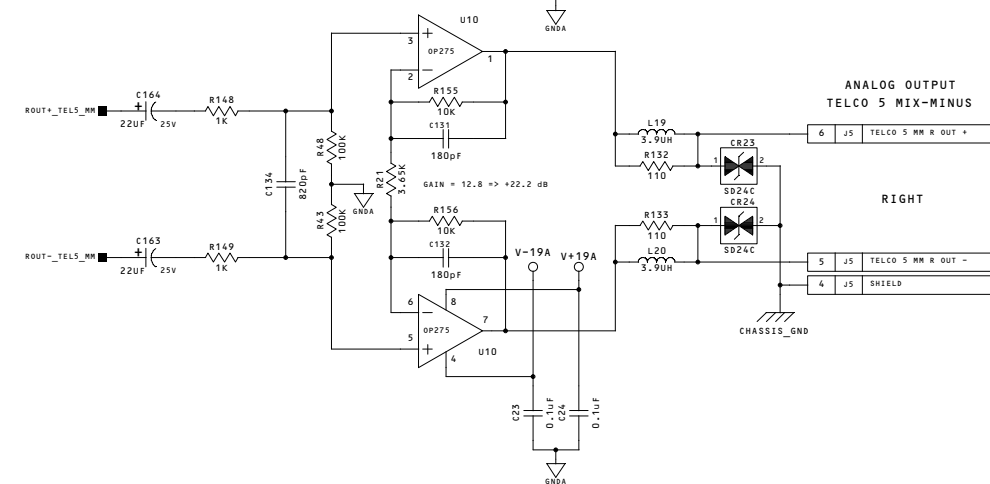 GNDA
U10
3
OP275
1
2
C164
+
ROUT+_TEL5_MM
22UF
25V
R148
1K
R155
10K
C131
180pF
R48
100K
C134
820pF
R21
3.65K
GNDA
GAIN = 12.8 => +22.2 dB
R43
100K
R156
10K
C132
180pF
C163
+
ROUT-_TEL5_MM
22UF
25V
R149
1K
V-19A
V+19A
6
8
7
OP275
5
4
U10
C23
0.1uF
C24
0.1uF
GNDA
L19
3.9UH
R132
110
CR23
1
2
SD24C
CR24
1
2
SD24C
R133
110
L20
3.9UH
ANALOG OUTPUT
TELCO 5 MIX-MINUS
6 J5 TELCO 5 MM R OUT +
RIGHT
5 J5 TELCO 5 MM R OUT -
4 J5 SHIELD
CHASSIS_GND